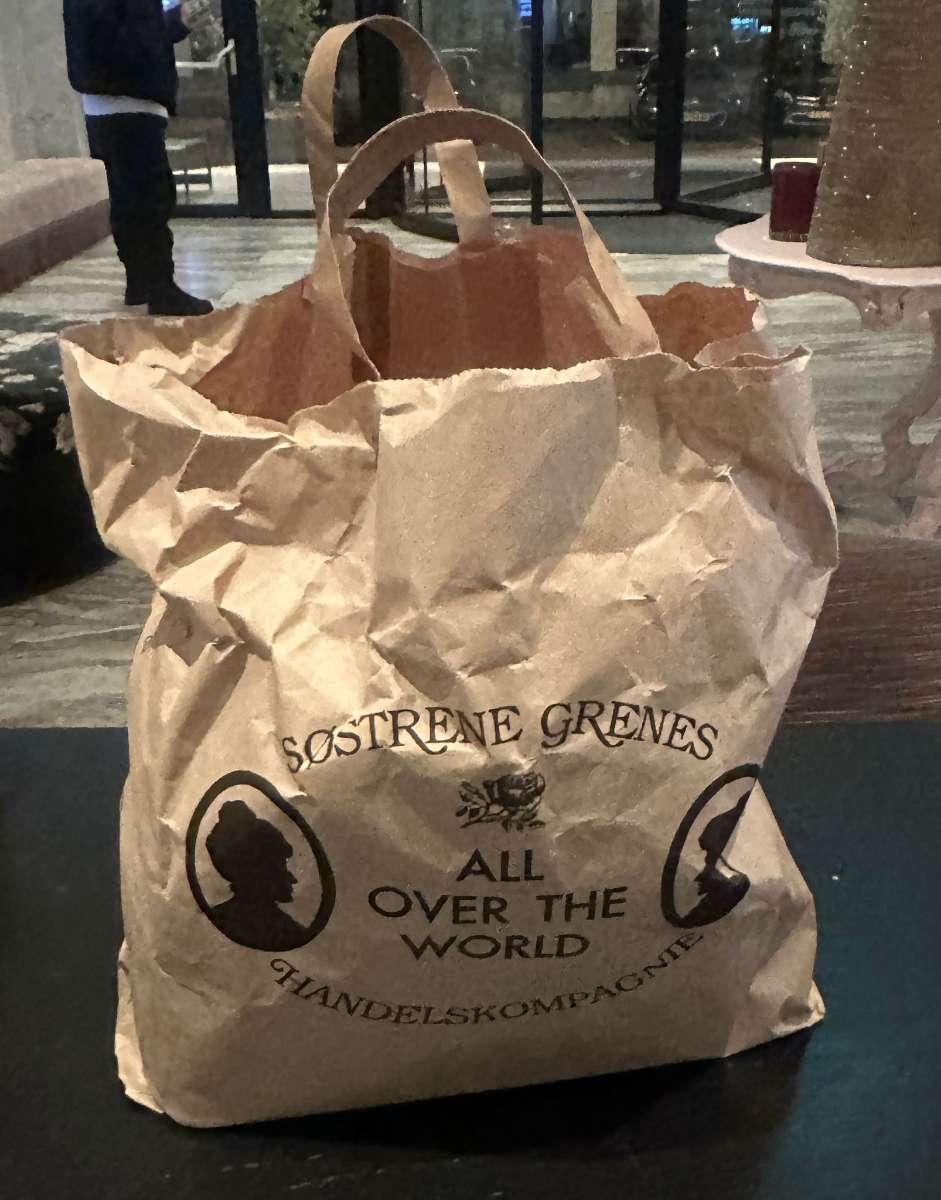 SØSTRENE GRENES
ALL
OVER THE
WORLD
HANDELSKOMPAGNIE